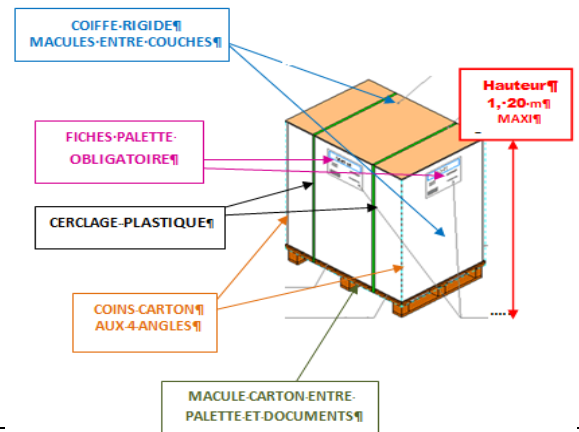 COIFFE·RIGIDE¶
MACULES·ENTRE·COUCHES¶
Hauteur¶
1,·20·m¶
MAXI¶
FICHES·PALETTE·
OBLIGATOIRE¶
CERCLAGE-PLASTIQUE¶
COINS·CARTON¶
AUX·4·ANGLES¶
MACULE·CARTON·ENTRE·
PALETTE·ET·DOCUMENTS¶